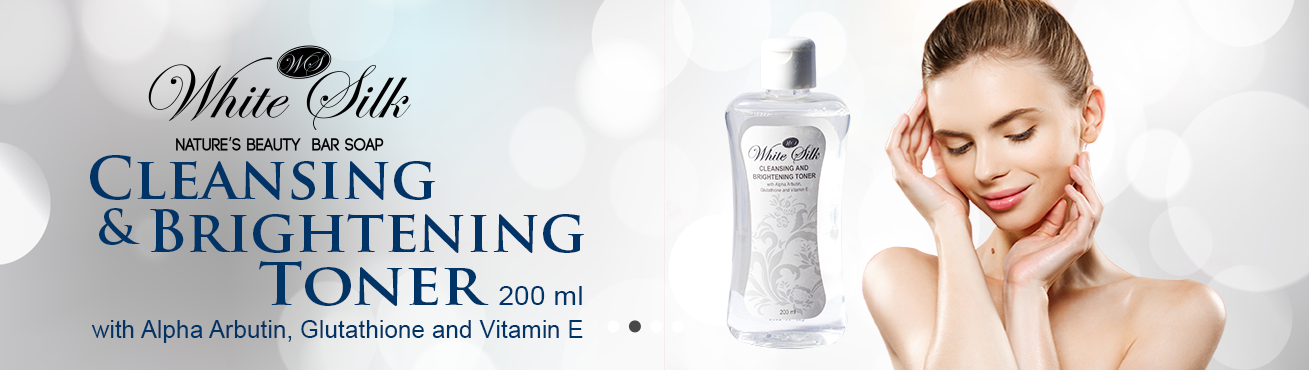 WS
White Silk
NATURE'S BEAUTY BAR SOAP
CLEANSING
& BRIGHTENING
TONER 200 ml
with Alpha Arbutin, Glutathione and Vitamin E
WS
White Silk
CLEANSING AND
BRIGHTENING TONER
with Alpha Arbutin,
Glutathione and Vitamin E
200 ml